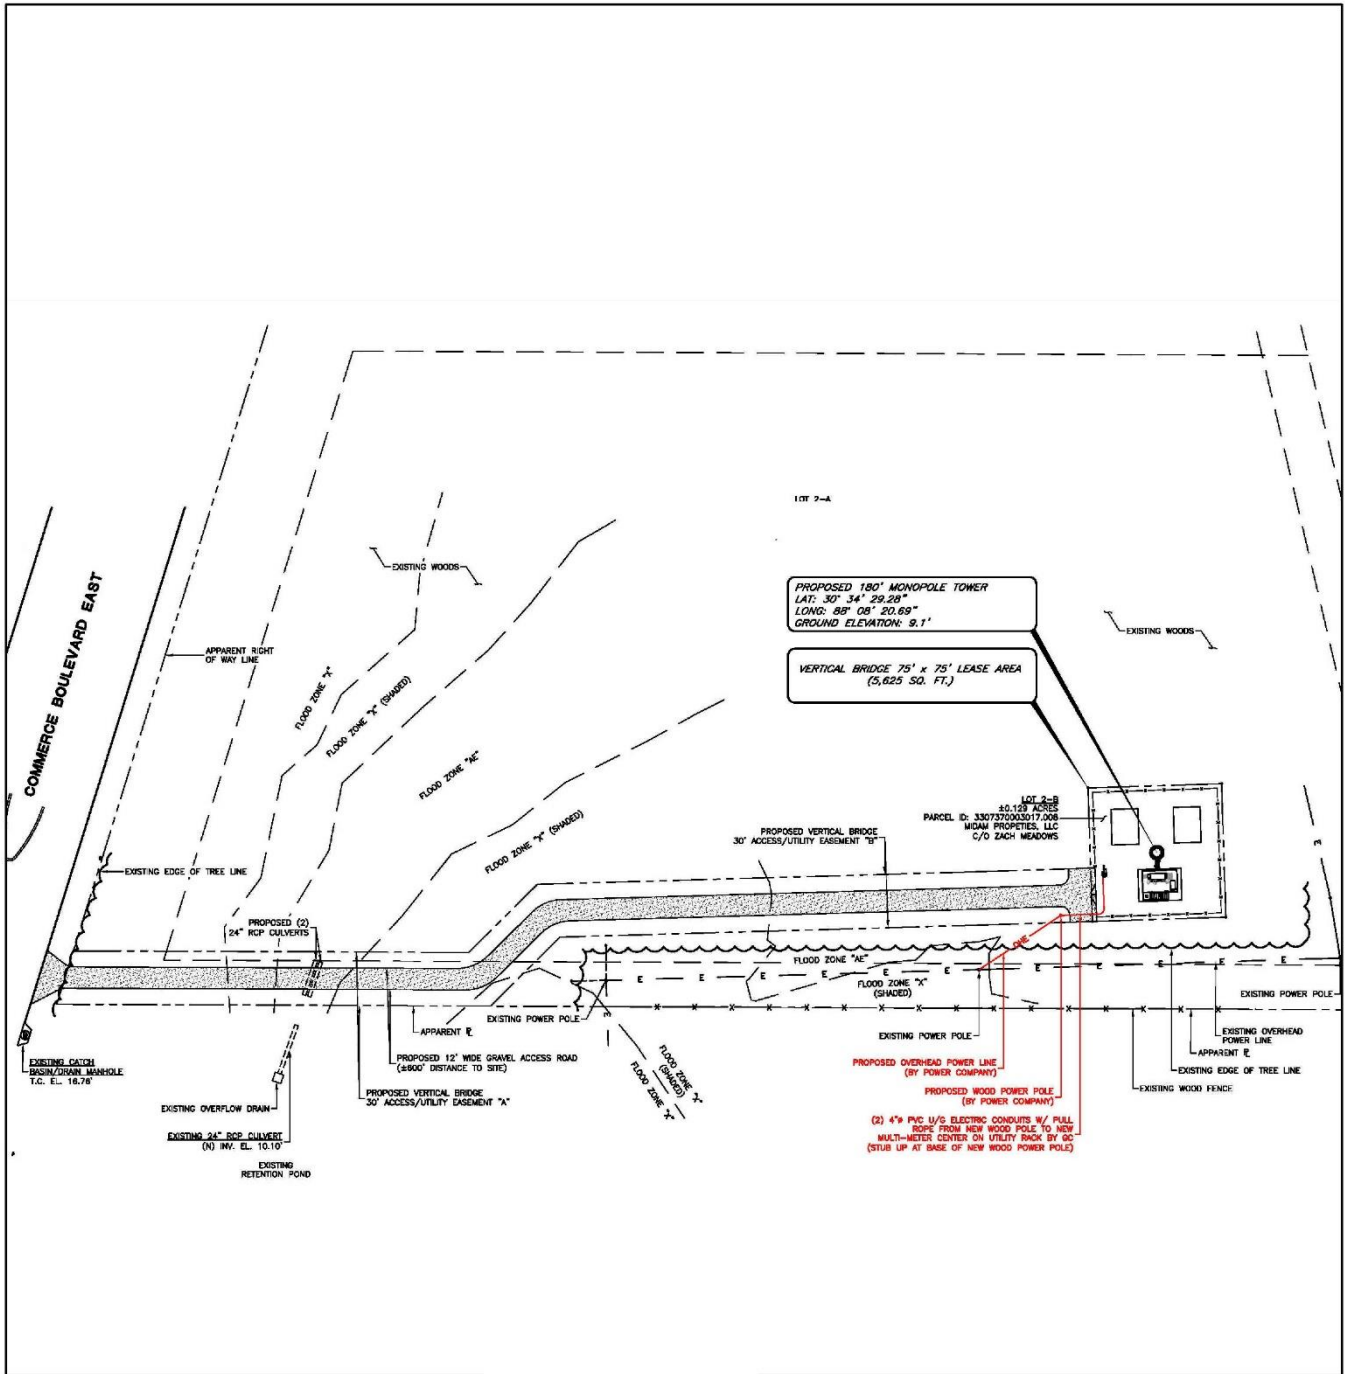 LOT 2-A
EXISTING WOODS
COMMERCE BOULEVARD EAST
APPARENT RIGHT
OF WAY LINE
FLOOD ZONE "X"
FLOOD ZONE "X" (SHADED)
FLOOD ZONE "AE"
FLOOD ZONE "X" (SHADED)
PROPOSED 180' MONOPOLE TOWER
LAT: 30° 34' 29.28"
LONG: 88° 08' 20.69"
GROUND ELEVATION: 9.1'
EXISTING WOODS
VERTICAL BRIDGE 75' x 75' LEASE AREA
(5,625 SQ. FT.)
LOT 2-B
±0.129 ACRES
PARCEL ID: 3307370003017.008
MIDAM PROPETIES, LLC
C/O ZACH MEADOWS
PROPOSED VERTICAL BRIDGE
30' ACCESS/UTILITY EASEMENT "B"
EXISTING EDGE OF TREE LINE
PROPOSED (2)
24" RCP CULVERTS
OHE
FLOOD ZONE "AE"
E E E E E E E E E E E
FLOOD ZONE "X"
(SHADED)
EXISTING POWER POLE
EXISTING POWER POLE
APPARENT ⅊
EXISTING POWER POLE
EXISTING OVERHEAD
POWER LINE
APPARENT ⅊
EXISTING EDGE OF TREE LINE
EXISTING WOOD FENCE
EXISTING CATCH
BASIN/DRAIN MANHOLE
T.C. EL. 16.76'
PROPOSED 12' WIDE GRAVEL ACCESS ROAD
(±600' DISTANCE TO SITE)
PROPOSED VERTICAL BRIDGE
30' ACCESS/UTILITY EASEMENT "A"
FLOOD ZONE "X"
(SHADED)
FLOOD ZONE "X"
PROPOSED OVERHEAD POWER LINE
(BY POWER COMPANY)
PROPOSED WOOD POWER POLE
(BY POWER COMPANY)
(2) 4"ø PVC U/G ELECTRIC CONDUITS W/ PULL
ROPE FROM NEW WOOD POLE TO NEW
MULTI-METER CENTER ON UTILITY RACK BY GC
(STUB UP AT BASE OF NEW WOOD POWER POLE)
EXISTING OVERFLOW DRAIN
EXISTING 24" RCP CULVERT
(N) INV. EL. 10.10'
EXISTING
RETENTION POND